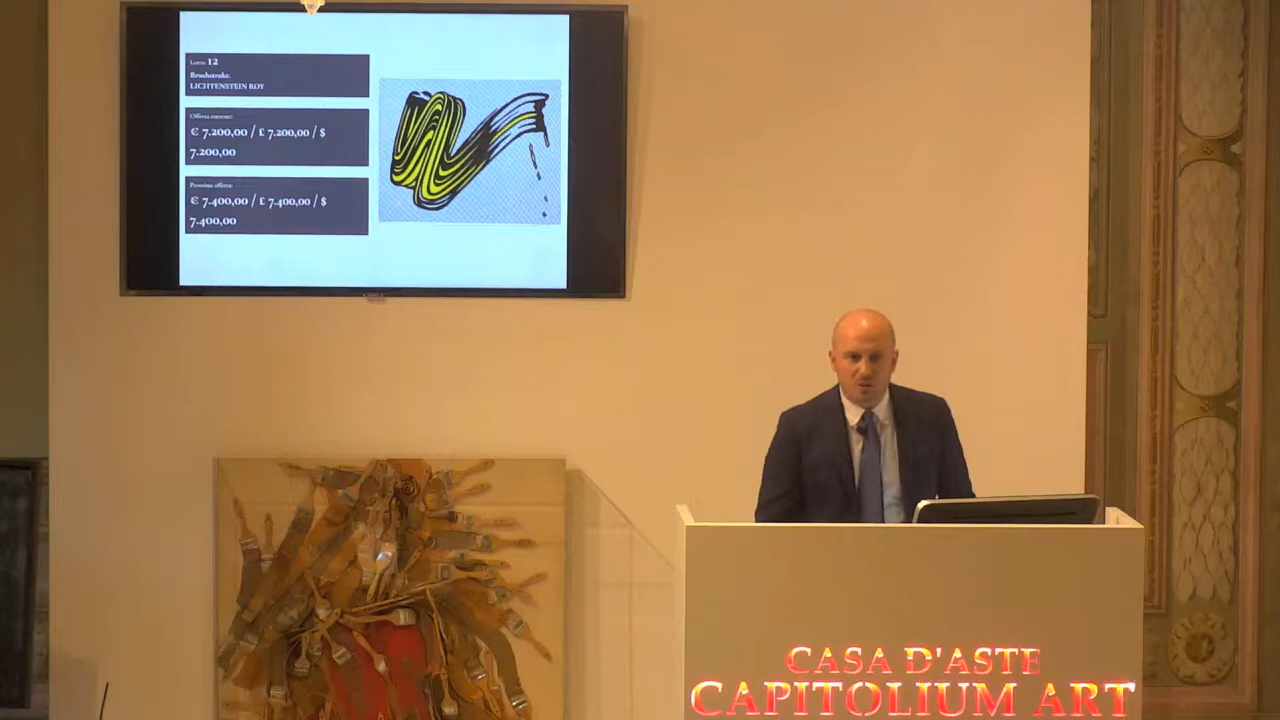 Lotto: 12
Brushstroke,
LICHTENSTEIN ROY
Offerta corrente:
€ 7.200,00 / £ 7.200,00 / $
7.200,00
Prossima offerta:
€ 7.400,00 / £ 7.400,00 / $
7.400,00
CASA D'ASTE
CAPITOLIUM ART